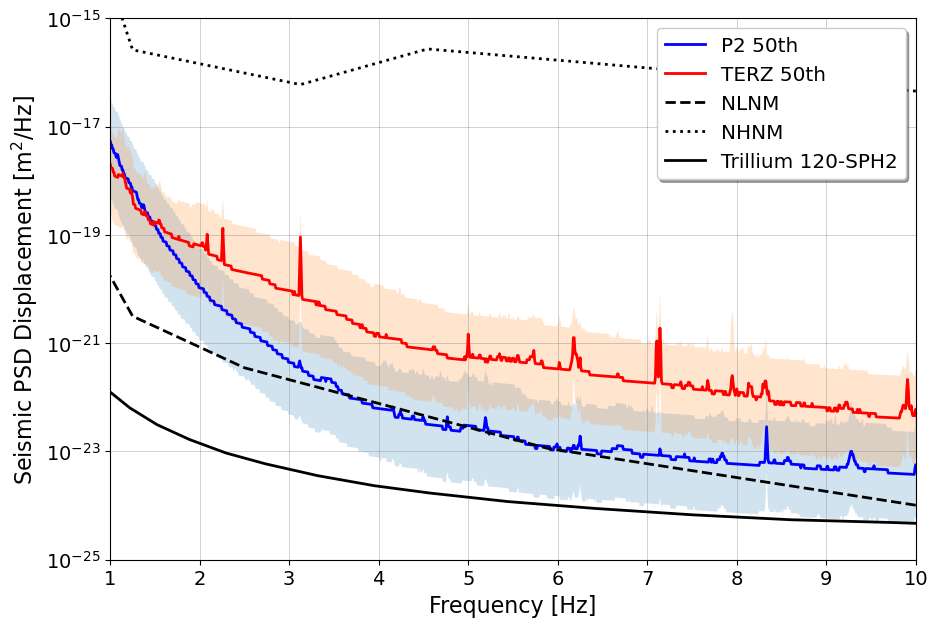 10⁻¹⁵
10⁻¹⁷
10⁻¹⁹
10⁻²¹
10⁻²³
10⁻²⁵
Seismic PSD Displacement [m²/Hz]
P2 50th
TERZ 50th
NLNM
NHNM
Trillium 120-SPH2
1 2 3 4 5 6 7 8 9 10
Frequency [Hz]